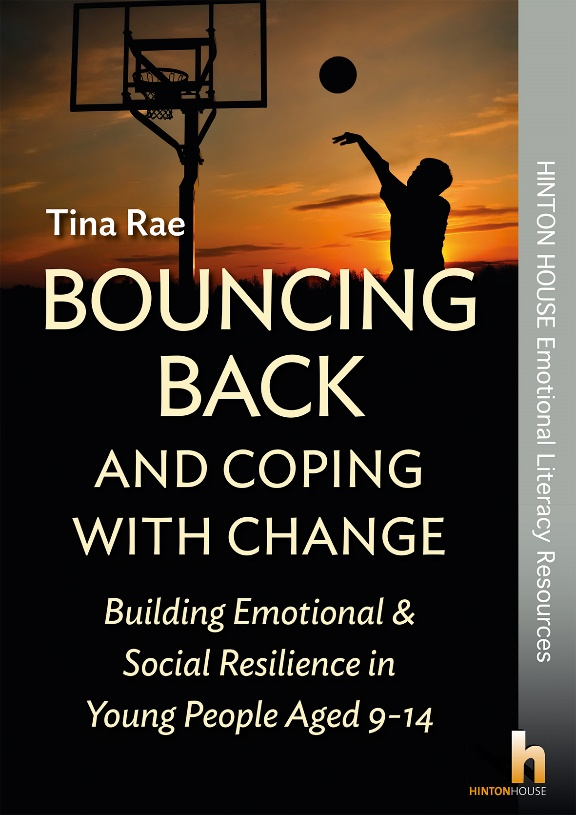 Tina Rae
BOUNCING
BACK
AND COPING
WITH CHANGE
Building Emotional &
Social Resilience in
Young People Aged 9-14
HINTON HOUSE Emotional Literacy Resources
h
HINTONHOUSE